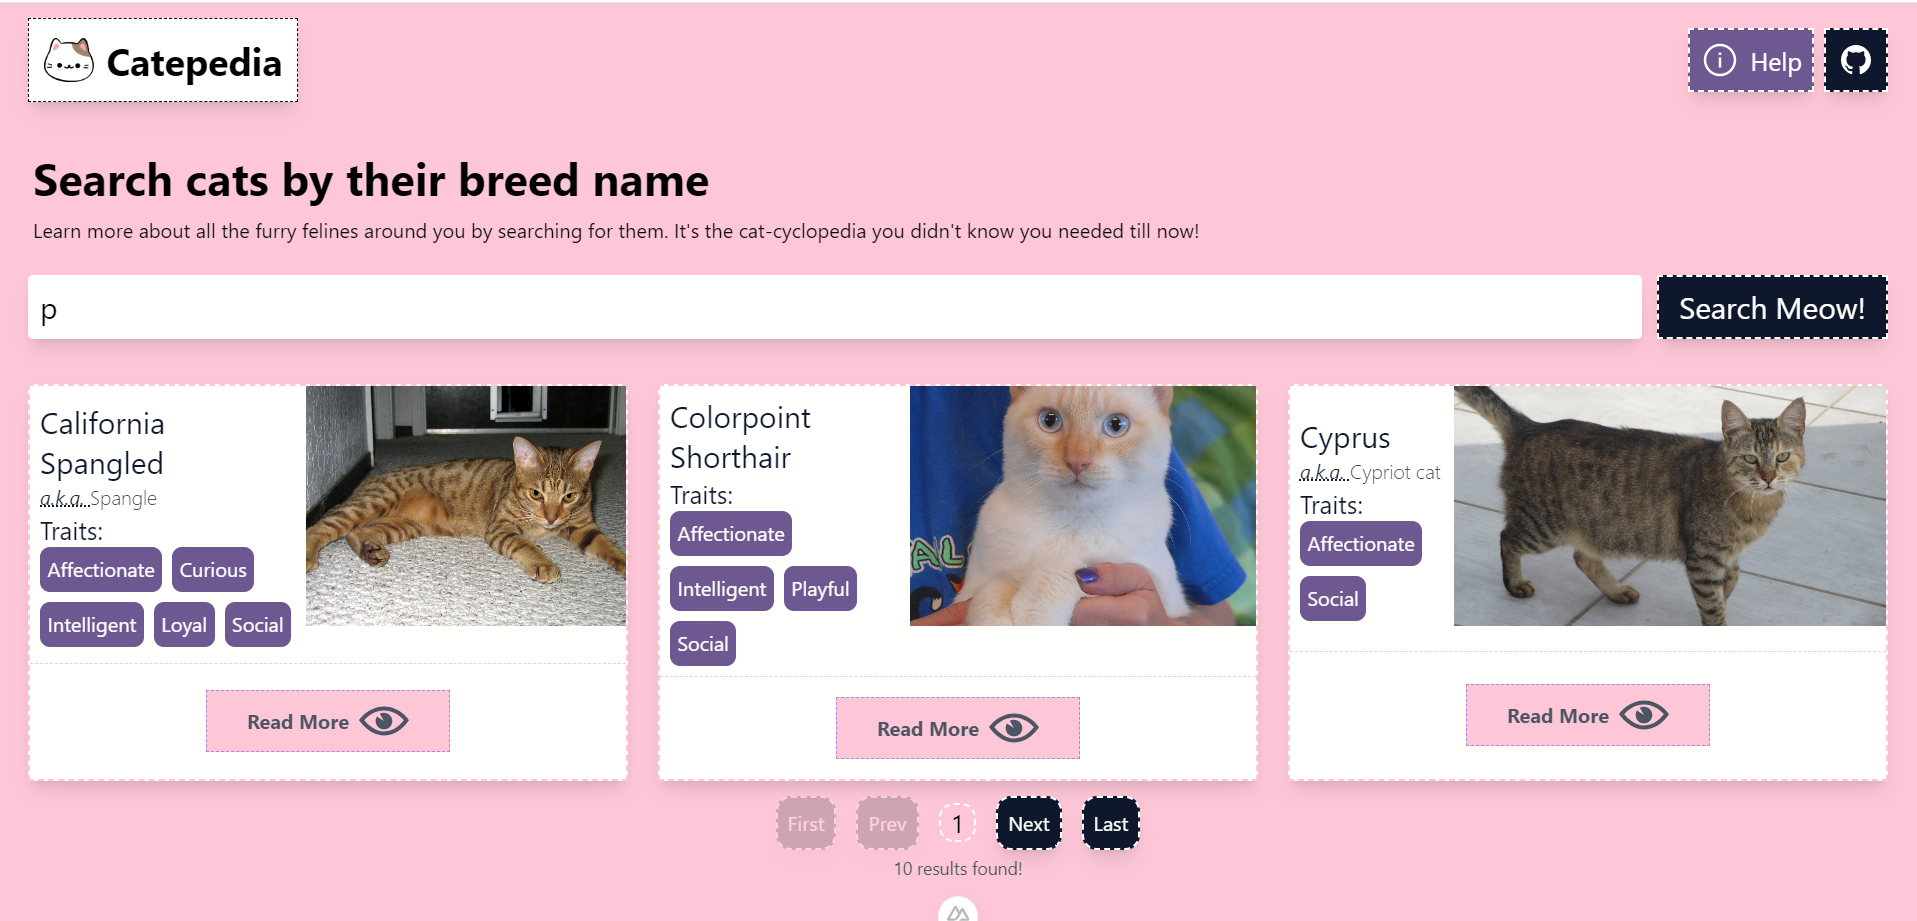 Catepedia
Help
Search cats by their breed name
Learn more about all the furry felines around you by searching for them. It's the cat-cyclopedia you didn't know you needed till now!
p
Search Meow!
California
Spangled
a.k.a. Spangle
Traits:
Affectionate Curious
Intelligent Loyal Social
Read More
Colorpoint
Shorthair
Traits:
Affectionate
Intelligent Playful
Social
Read More
Cyprus
a.k.a. Cypriot cat
Traits:
Affectionate
Social
Read More
First Prev 1 Next Last
10 results found!